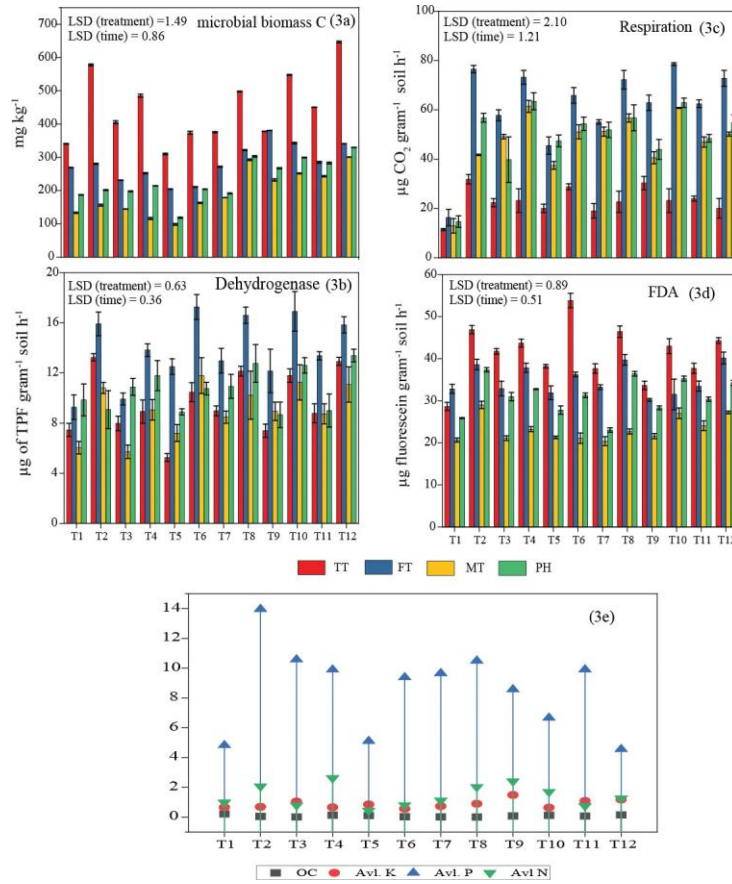 LSD (treatment) =1.49
LSD (time) = 0.86
microbial biomass C (3a)
mg kg⁻¹
700
600
500
400
300
200
100
0
LSD (treatment) = 2.10
LSD (time) = 1.21
Respiration (3c)
µg CO₂ gram⁻¹ soil h⁻¹
100
80
60
40
20
0
LSD (treatment) = 0.63
LSD (time) = 0.36
Dehydrogenase (3b)
µg of TPF gram⁻¹ soil h⁻¹
20
16
12
8
4
0
T1 T2 T3 T4 T5 T6 T7 T8 T9 T10 T11 T12
LSD (treatment) = 0.89
LSD (time) = 0.51
FDA (3d)
µg fluorescein gram⁻¹ soil h⁻¹
60
50
40
30
20
10
0
T1 T2 T3 T4 T5 T6 T7 T8 T9 T10 T11 T12
TT FT MT PH
(3e)
14
12
10
8
6
4
2
0
T1 T2 T3 T4 T5 T6 T7 T8 T9 T10 T11 T12
OC Avl. K Avl. P Avl N